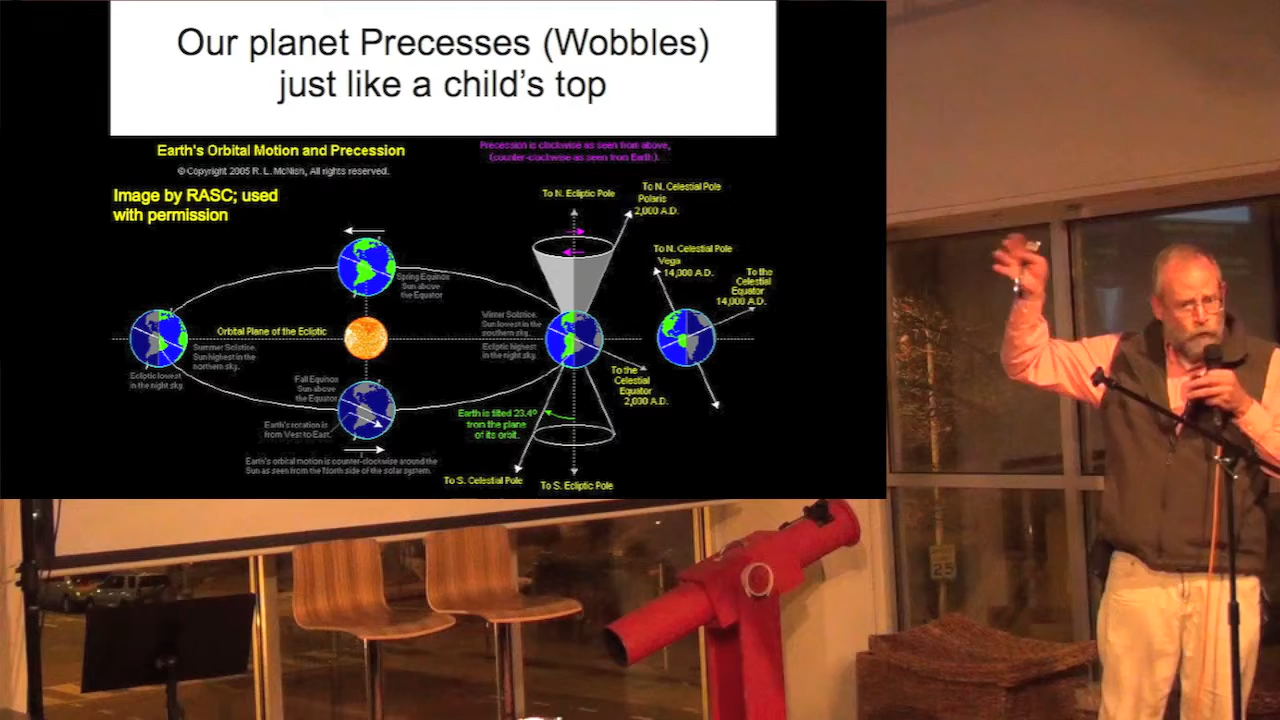 Our planet Precesses (Wobbles)
just like a child's top
Earth's Orbital Motion and Precession
© Copyright 2005 R. L. McNish, All rights reserved.
Image by RASC; used
with permission
Precession is clockwise as seen from above,
(counter-clockwise as seen from Earth).
To N. Ecliptic Pole
To N. Celestial Pole
Polaris
2,000 A.D.
To N. Celestial Pole
Vega
14,000 A.D.
To the
Celestial
Equator
14,000 A.D.
Spring Equinox
Sun above
the Equator
Orbital Plane of the Ecliptic
Summer Solstice.
Sun highest in the
northern sky.
Ecliptic lowest
in the night sky.
Winter Solstice.
Sun lowest in the
southern sky.
Ecliptic highest
in the night sky.
Fall Equinox
Sun above
the Equator
Earth's rotation is
from West to East.
To the
Celestial
Equator
2,000 A.D.
Earth is tilted 23.4º
from the plane
of its orbit.
Earth's orbital motion is counter-clockwise around the
Sun as seen from the North side of the solar system.
To S. Celestial Pole
To S. Ecliptic Pole
25